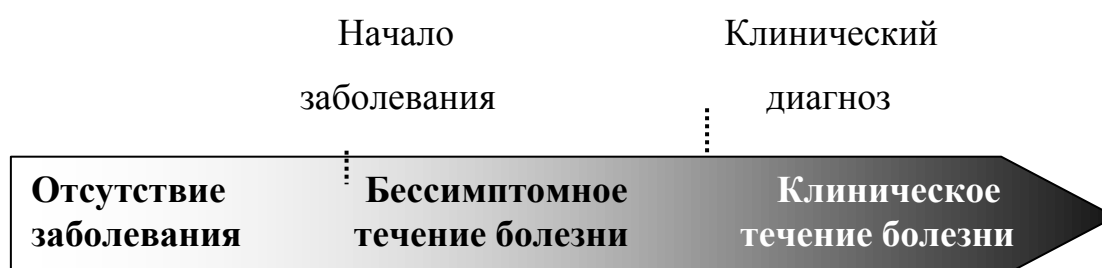 Начало
заболевания
Клинический
диагноз
Отсутствие
заболевания
Бессимптомное
течение болезни
Клиническое
течение болезни